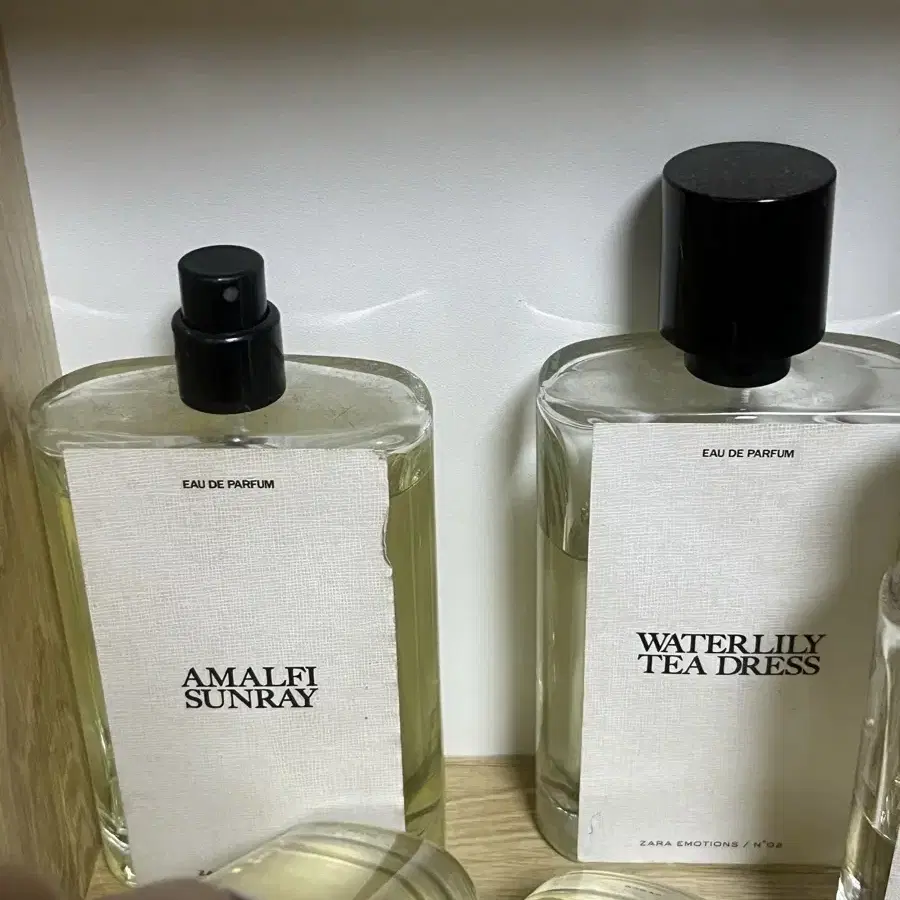 EAU DE PARFUM
AMALFI
SUNRAY
EAU DE PARFUM
WATERLILY
TEA DRESS
ZARA EMOTIONS / N°02